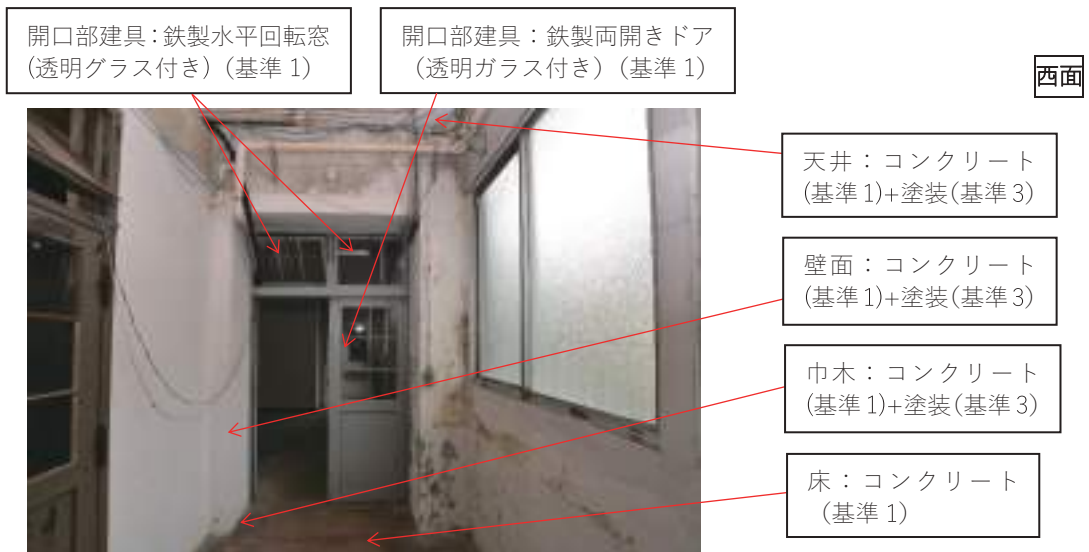 開口部建具：鉄製水平回転窓
(透明グラス付き)（基準1）
開口部建具：鉄製両開きドア
（透明ガラス付き）（基準1）
西面
天井：コンクリート
(基準1)+塗装(基準3)
壁面：コンクリート
(基準1)+塗装(基準3)
巾木：コンクリート
(基準1)+塗装(基準3)
床：コンクリート
（基準1）